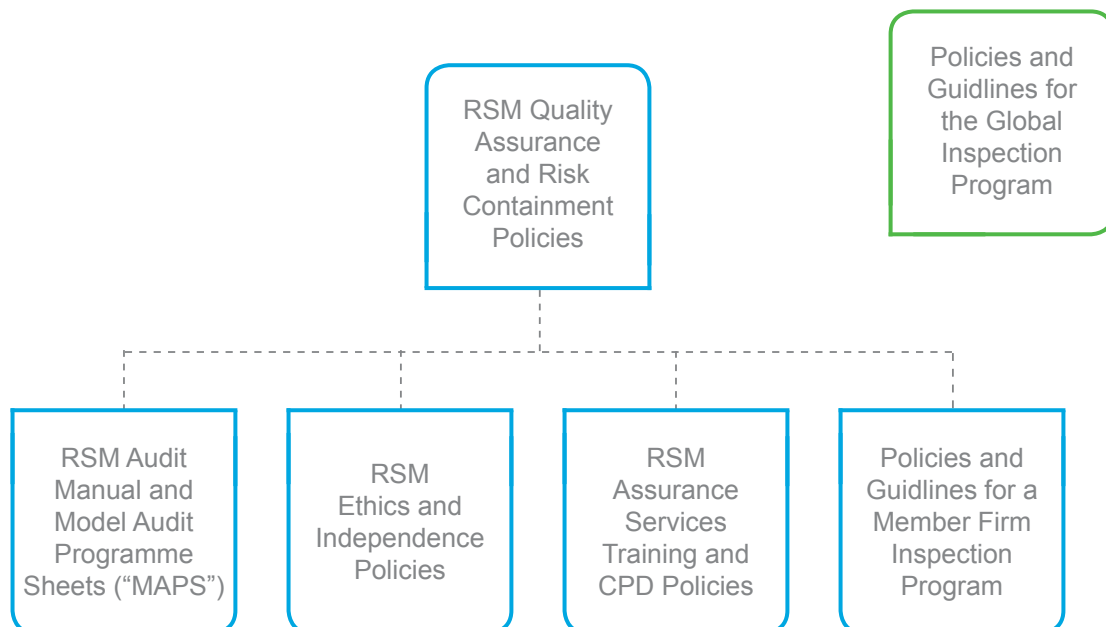 Policies and
Guidlines for
the Global
Inspection
Program
RSM Quality
Assurance
and Risk
Containment
Policies
RSM Audit
Manual and
Model Audit
Programme
Sheets (“MAPS”)
RSM
Ethics and
Independence
Policies
RSM
Assurance
Services
Training and
CPD Policies
Policies and
Guidlines for a
Member Firm
Inspection
Program